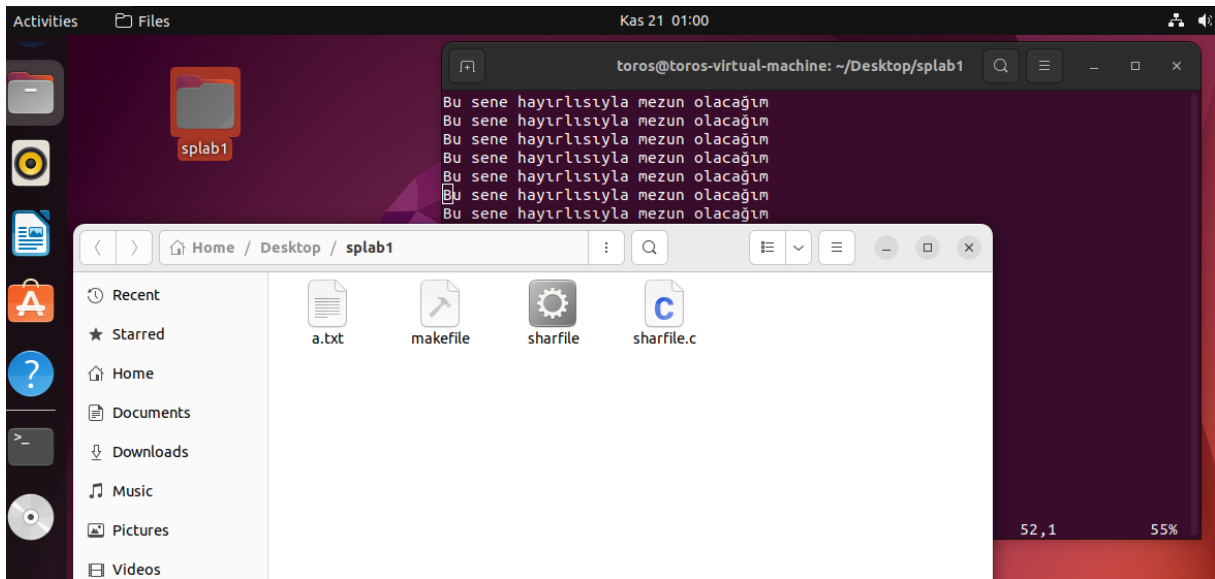 Activities
Files
Kas 21 01:00
splab1
toros@toros-virtual-machine: ~/Desktop/splab1
Bu sene hayırlısıyla mezun olacağım
Bu sene hayırlısıyla mezun olacağım
Bu sene hayırlısıyla mezun olacağım
Bu sene hayırlısıyla mezun olacağım
Bu sene hayırlısıyla mezun olacağım
Bu sene hayırlısıyla mezun olacağım
Bu sene hayırlısıyla mezun olacağım
52,1 55%
Home / Desktop / splab1
Recent
Starred
Home
Documents
Downloads
Music
Pictures
Videos
a.txt
makefile
sharfile
sharfile.c